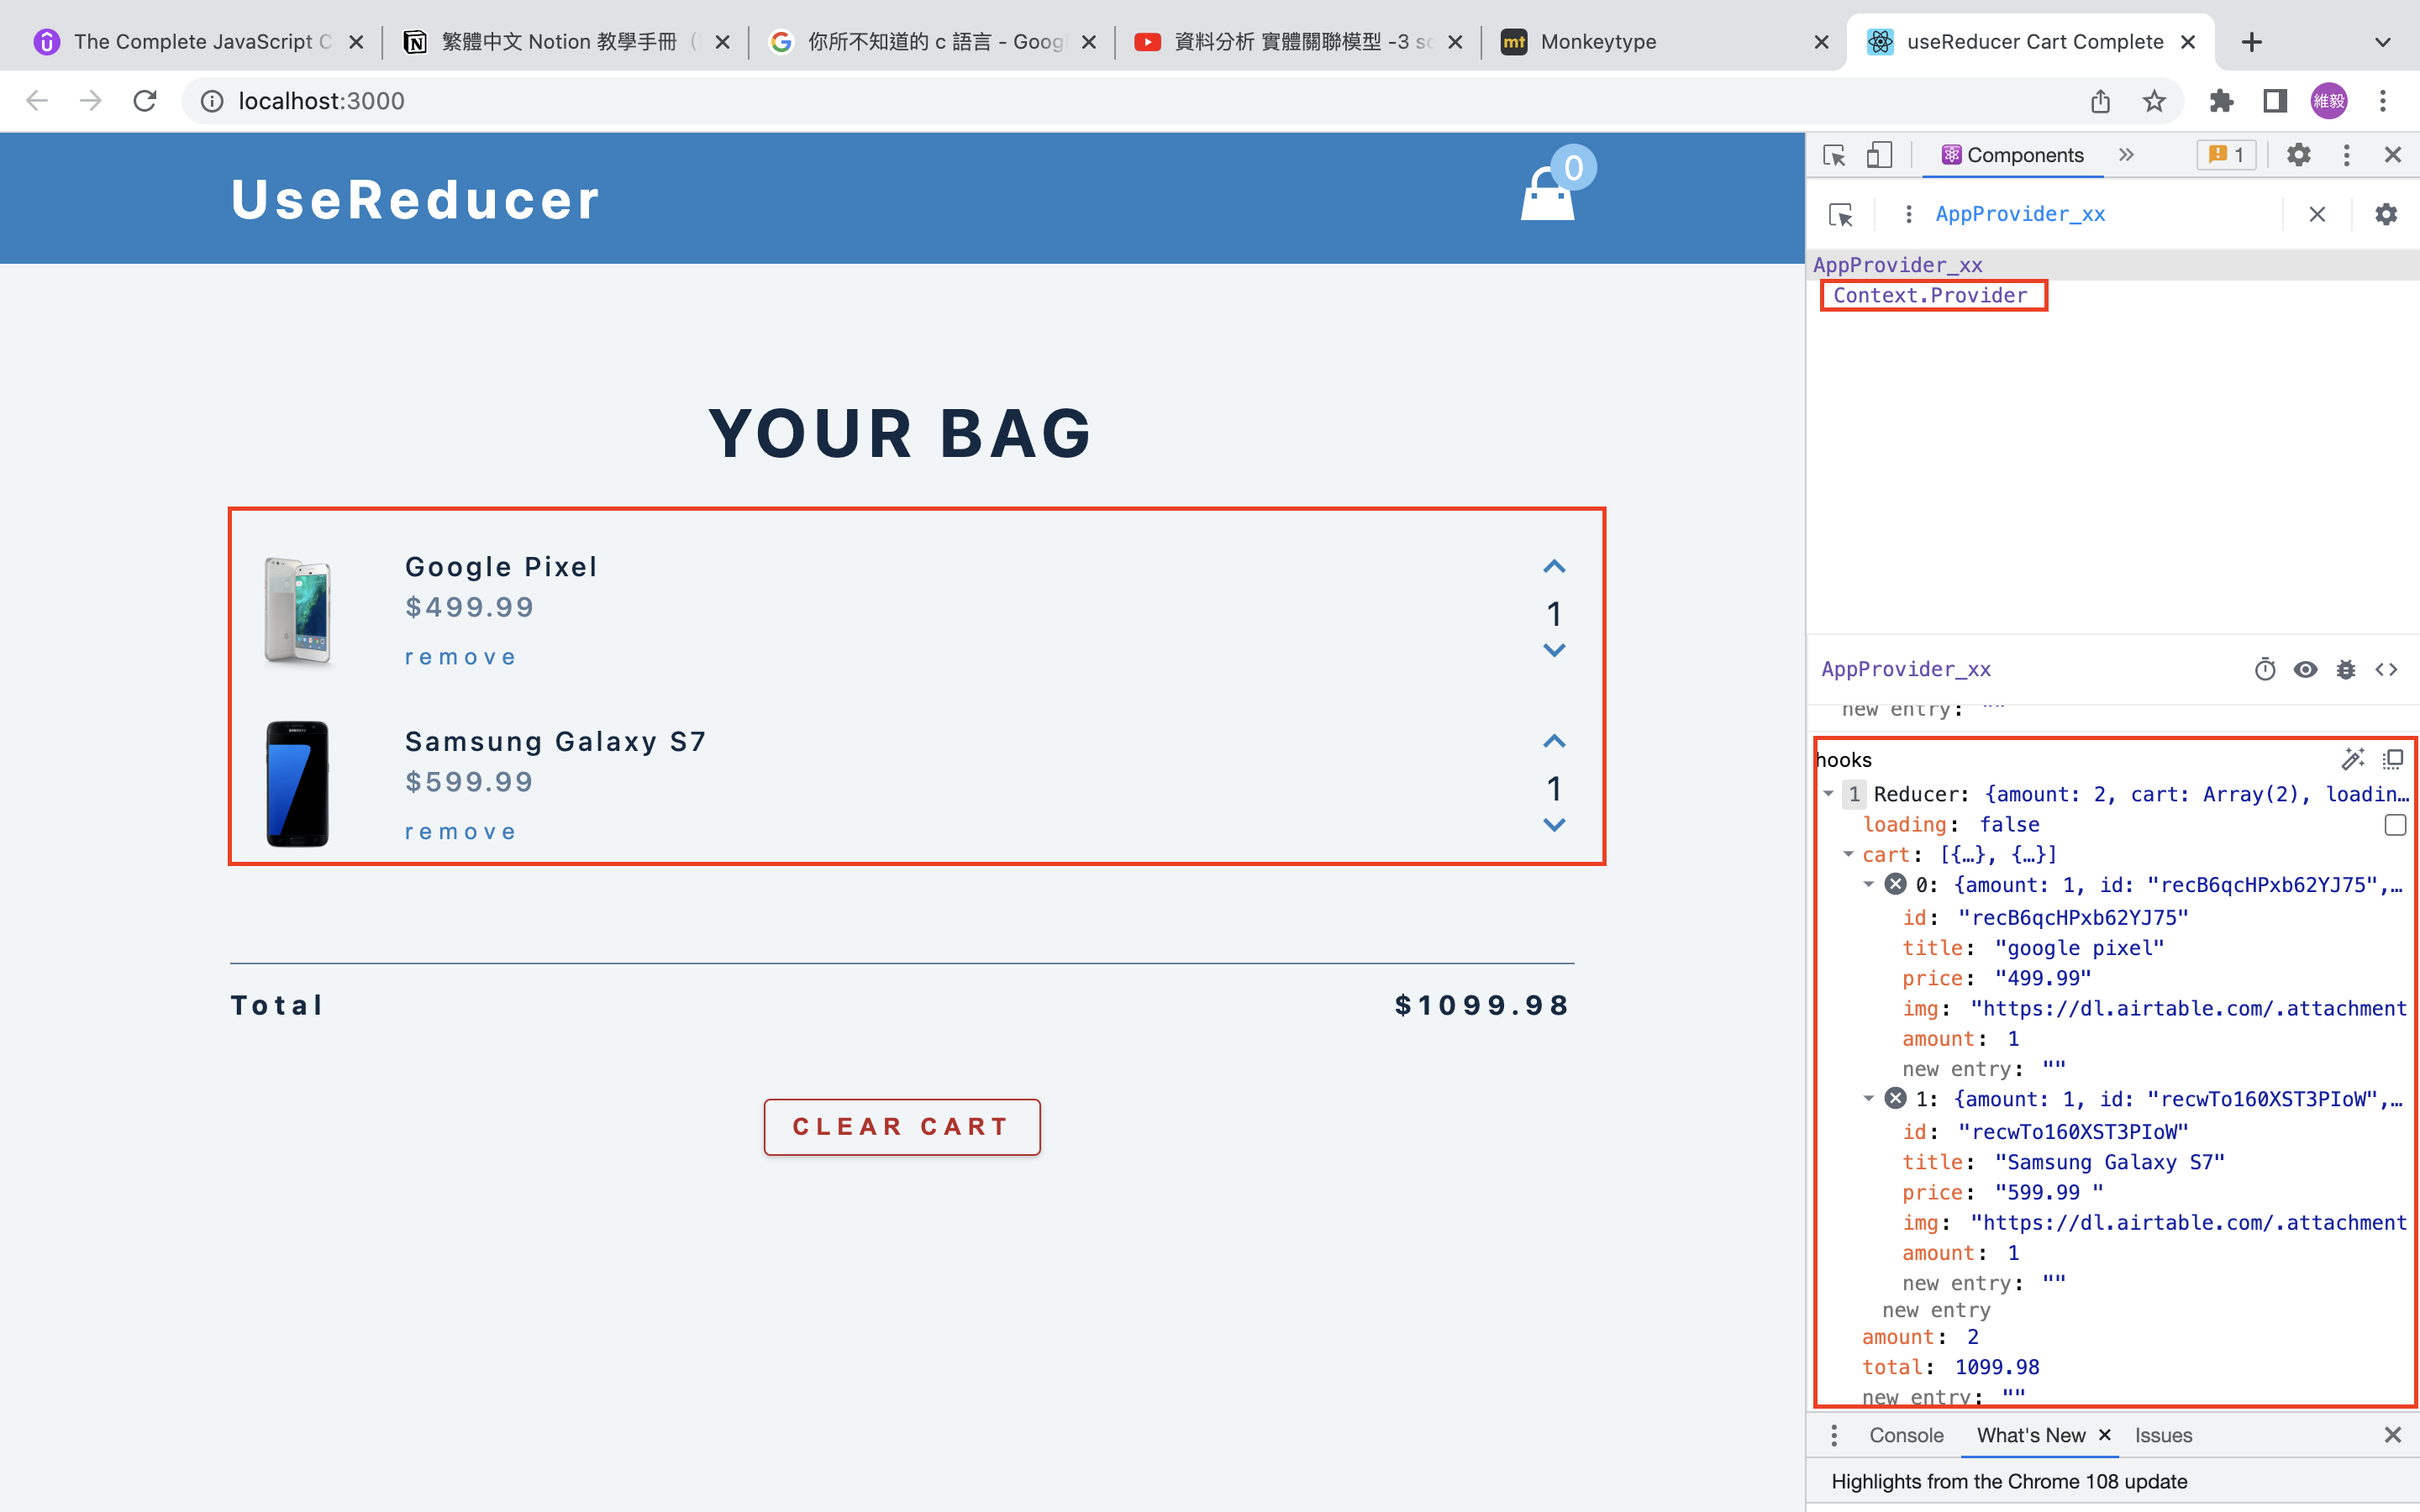 The Complete JavaScript C
繁體中文 Notion 教學手冊
你所不知道的 c 語言 - Goog
資料分析 實體關聯模型 -3 sc
mt Monkeytype
useReducer Cart Complete
localhost:3000
維毅
UseReducer
0
YOUR BAG
Google Pixel
$499.99
remove
1
Samsung Galaxy S7
$599.99
remove
1
Total
$1099.98
CLEAR CART
Components
1
AppProvider_xx
AppProvider_xx
Context.Provider
AppProvider_xx
new entry: ""
hooks
1 Reducer: {amount: 2, cart: Array(2), loadin…
loading: false
cart: [{…}, {…}]
0: {amount: 1, id: "recB6qcHPxb62YJ75",…
id: "recB6qcHPxb62YJ75"
title: "google pixel"
price: "499.99"
img: "https://dl.airtable.com/.attachment
amount: 1
new entry: ""
1: {amount: 1, id: "recwTo160XST3PIoW",…
id: "recwTo160XST3PIoW"
title: "Samsung Galaxy S7"
price: "599.99 "
img: "https://dl.airtable.com/.attachment
amount: 1
new entry: ""
new entry
amount: 2
total: 1099.98
new entry: ""
Console
What's New
Issues
Highlights from the Chrome 108 update